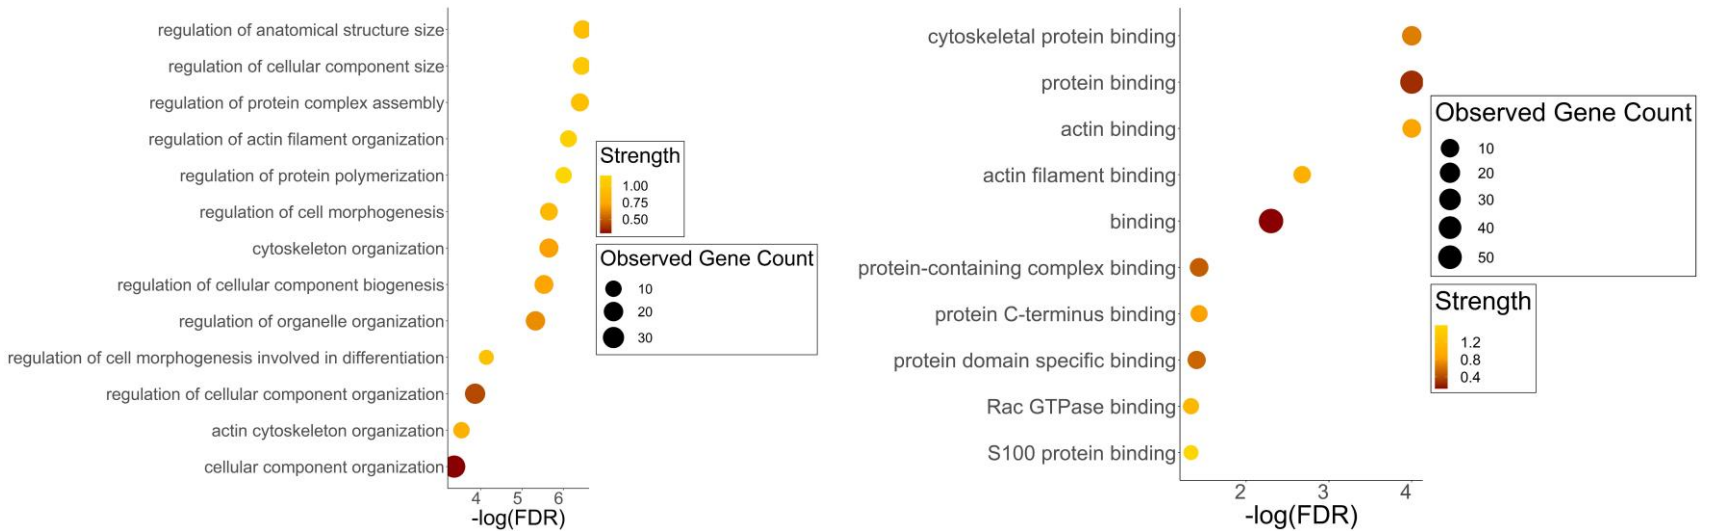 regulation of anatomical structure size
regulation of cellular component size
regulation of protein complex assembly
regulation of actin filament organization
regulation of protein polymerization
regulation of cell morphogenesis
cytoskeleton organization
regulation of cellular component biogenesis
regulation of organelle organization
regulation of cell morphogenesis involved in differentiation
regulation of cellular component organization
actin cytoskeleton organization
cellular component organization
4 5 6
-log(FDR)
Strength
1.00
0.75
0.50
Observed Gene Count
10
20
30
cytoskeletal protein binding
protein binding
actin binding
actin filament binding
binding
protein-containing complex binding
protein C-terminus binding
protein domain specific binding
Rac GTPase binding
S100 protein binding
2 3 4
-log(FDR)
Observed Gene Count
10
20
30
40
50
Strength
1.2
0.8
0.4